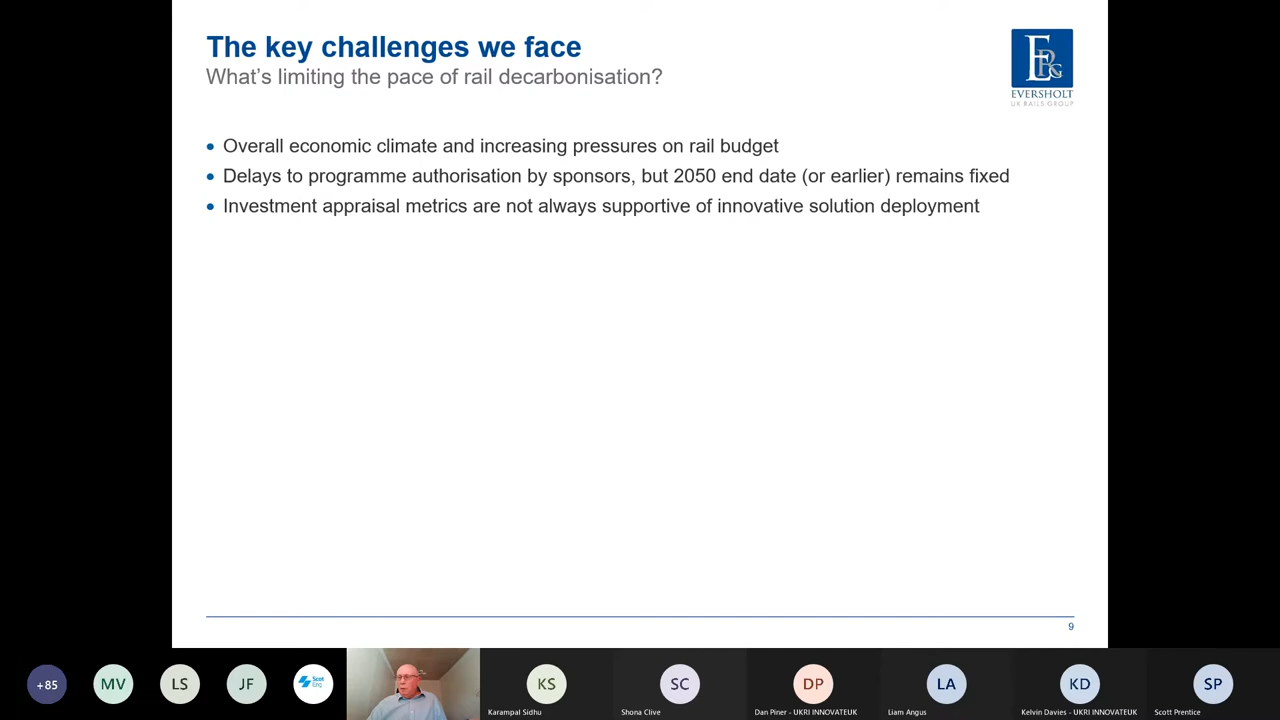 The key challenges we face
What's limiting the pace of rail decarbonisation?
EVERSHOLT
UK RAILS GROUP
• Overall economic climate and increasing pressures on rail budget
• Delays to programme authorisation by sponsors, but 2050 end date (or earlier) remains fixed
• Investment appraisal metrics are not always supportive of innovative solution deployment
9
+85
MV
LS
JF
Scot
Eng
KS
SC
DP
LA
KD
SP
Karampal Sidhu
Shona Clive
Dan Piner - UKRI INNOVATEUK
Liam Angus
Kelvin Davies - UKRI INNOVATEUK
Scott Prentice